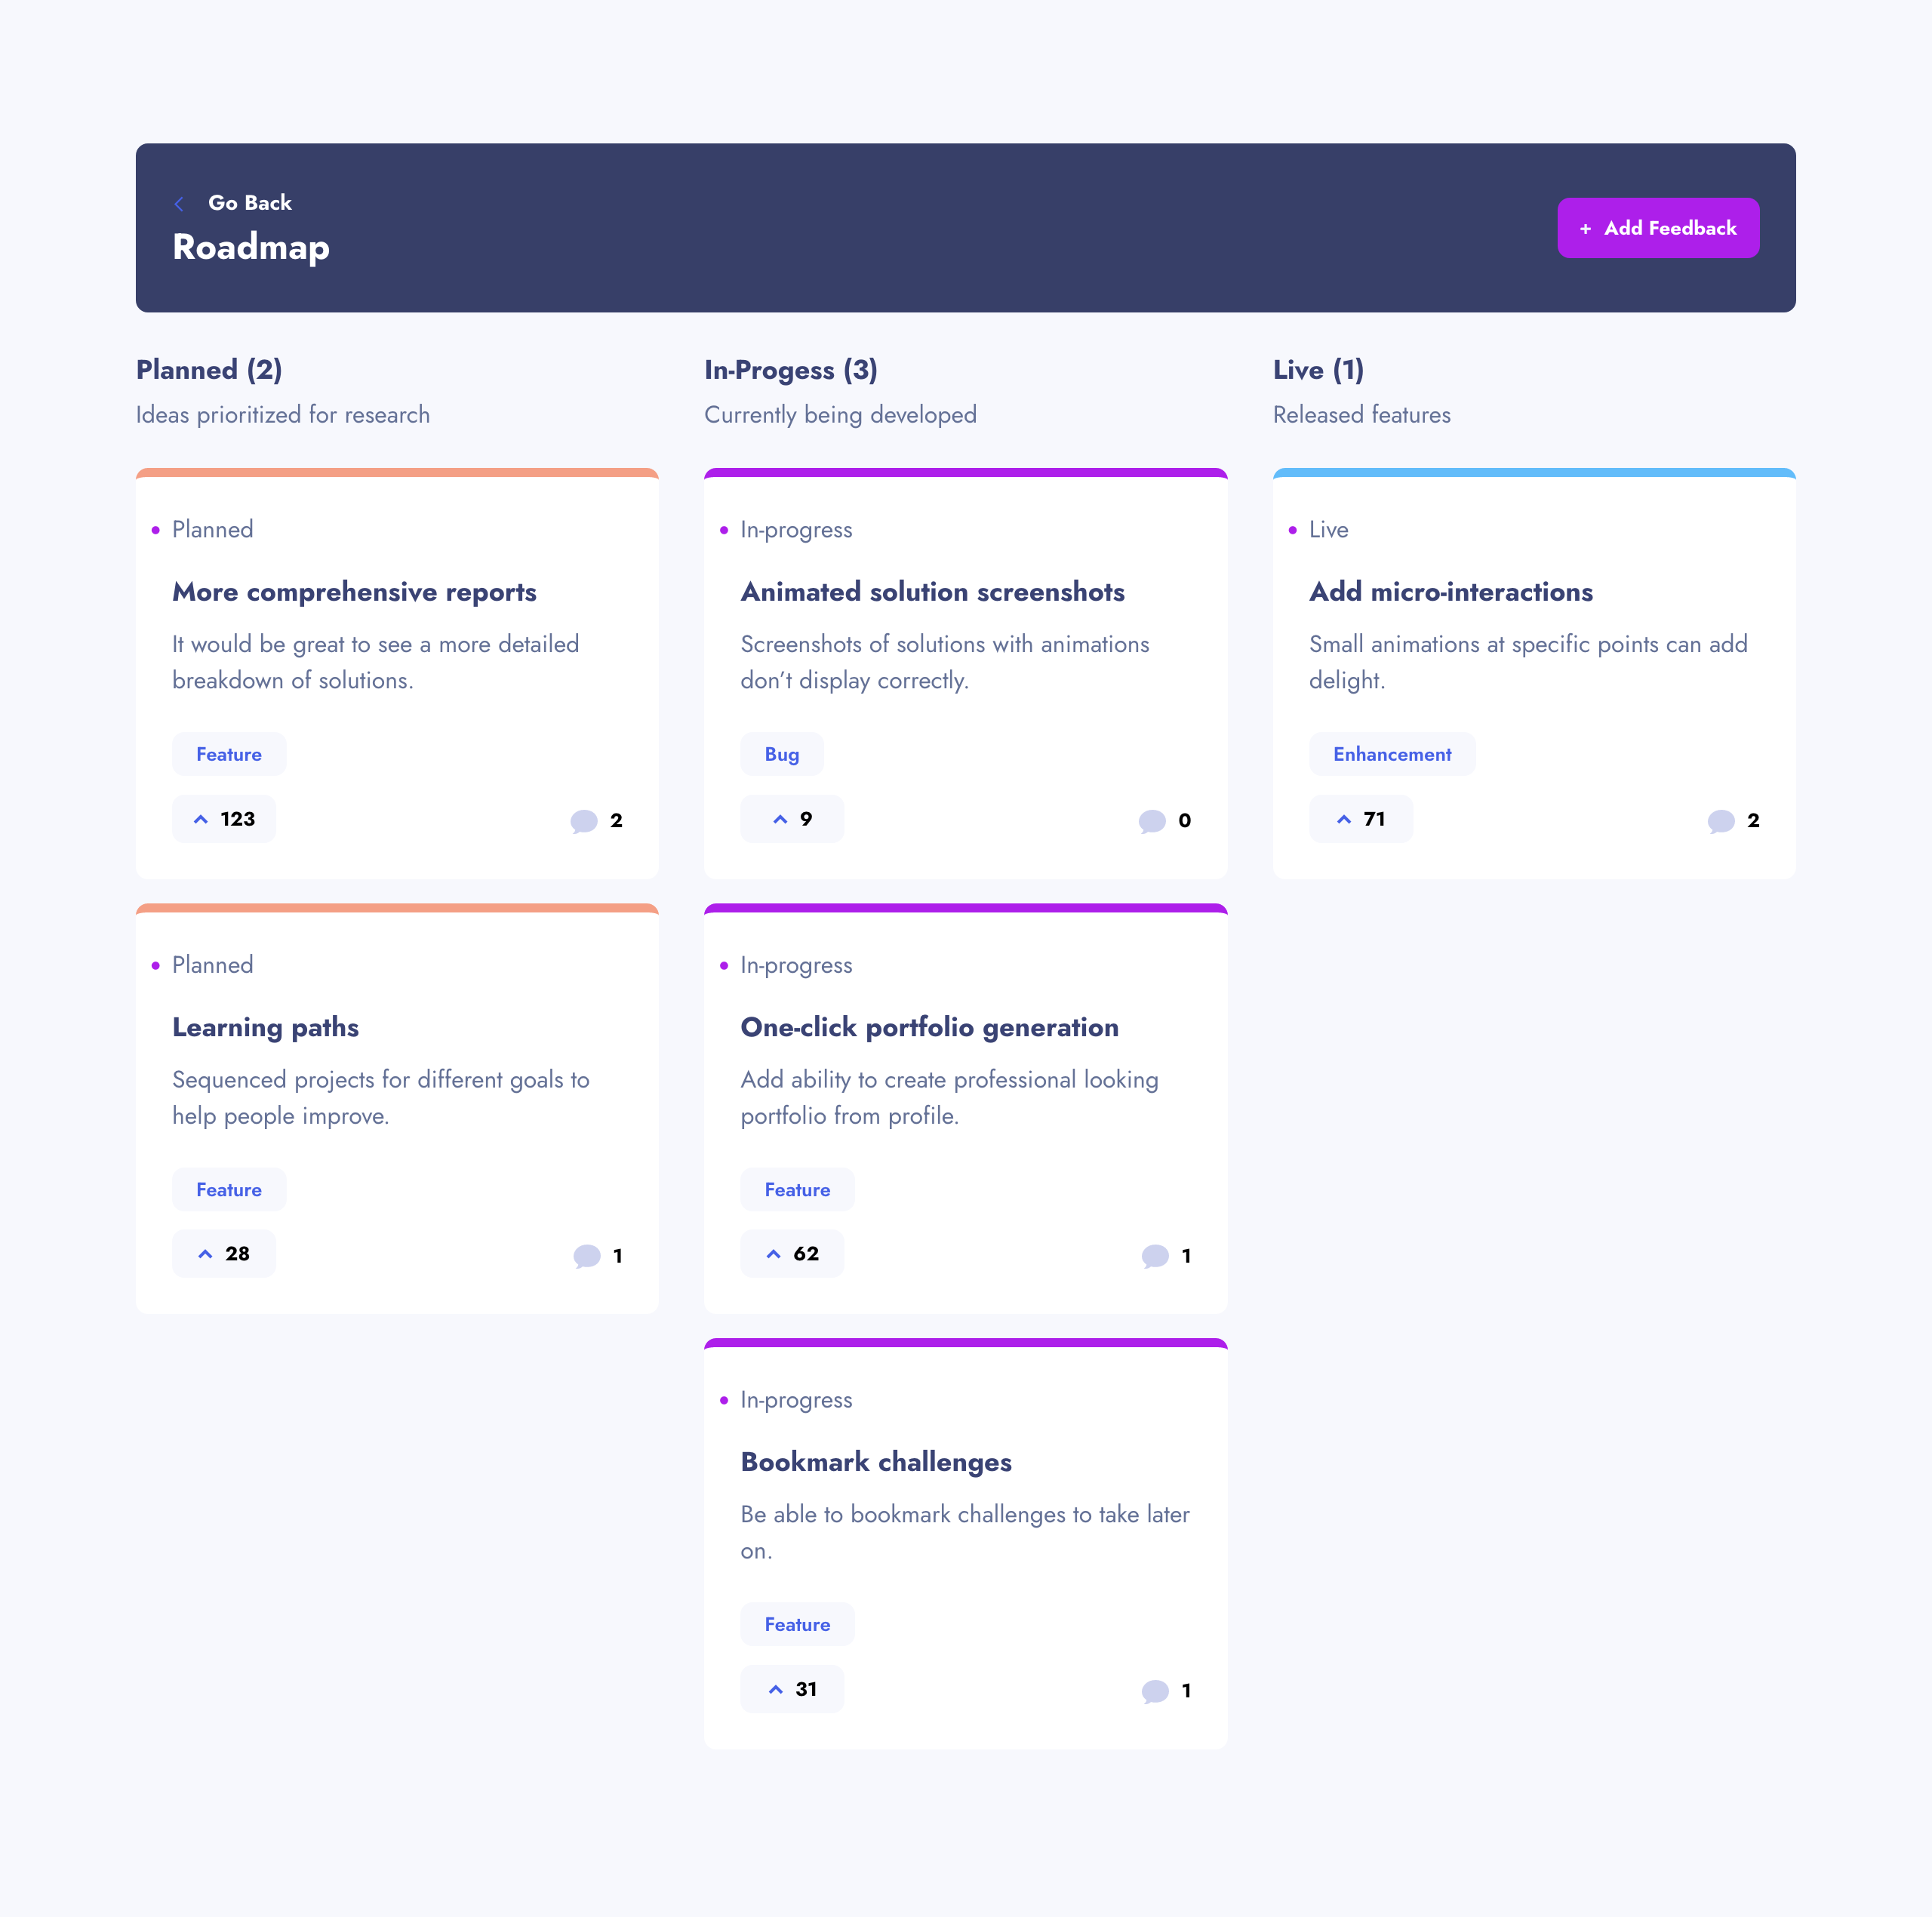 Go Back
Roadmap
+ Add Feedback
Planned (2)
Ideas prioritized for research
Planned
More comprehensive reports
It would be great to see a more detailed
breakdown of solutions.
Feature
123
2
Planned
Learning paths
Sequenced projects for different goals to
help people improve.
Feature
28
1
In-Progess (3)
Currently being developed
In-progress
Animated solution screenshots
Screenshots of solutions with animations
don’t display correctly.
Bug
9
0
In-progress
One-click portfolio generation
Add ability to create professional looking
portfolio from profile.
Feature
62
1
In-progress
Bookmark challenges
Be able to bookmark challenges to take later
on.
Feature
31
1
Live (1)
Released features
Live
Add micro-interactions
Small animations at specific points can add
delight.
Enhancement
71
2